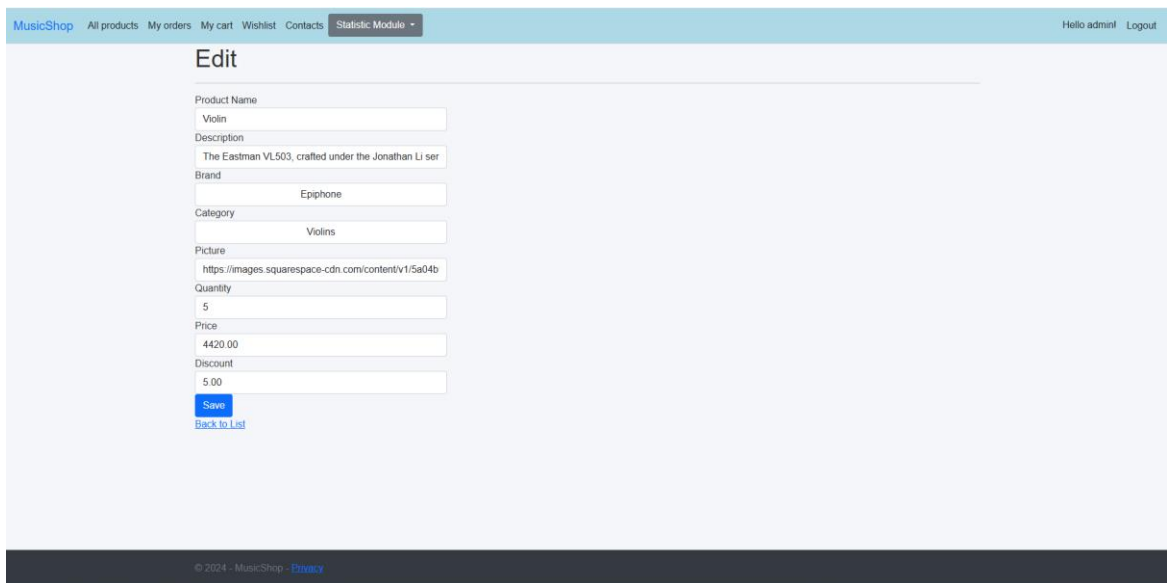 MusicShop All products My orders My cart Wishlist Contacts Statistic Module Hello admin! Logout
Edit
Product Name
Violin
Description
The Eastman VL503, crafted under the Jonathan Li ser
Brand
Epiphone
Category
Violins
Picture
https://images.squarespace-cdn.com/content/v1/5a04b
Quantity
5
Price
4420.00
Discount
5.00
Save
Back to List
© 2024 - MusicShop - Privacy